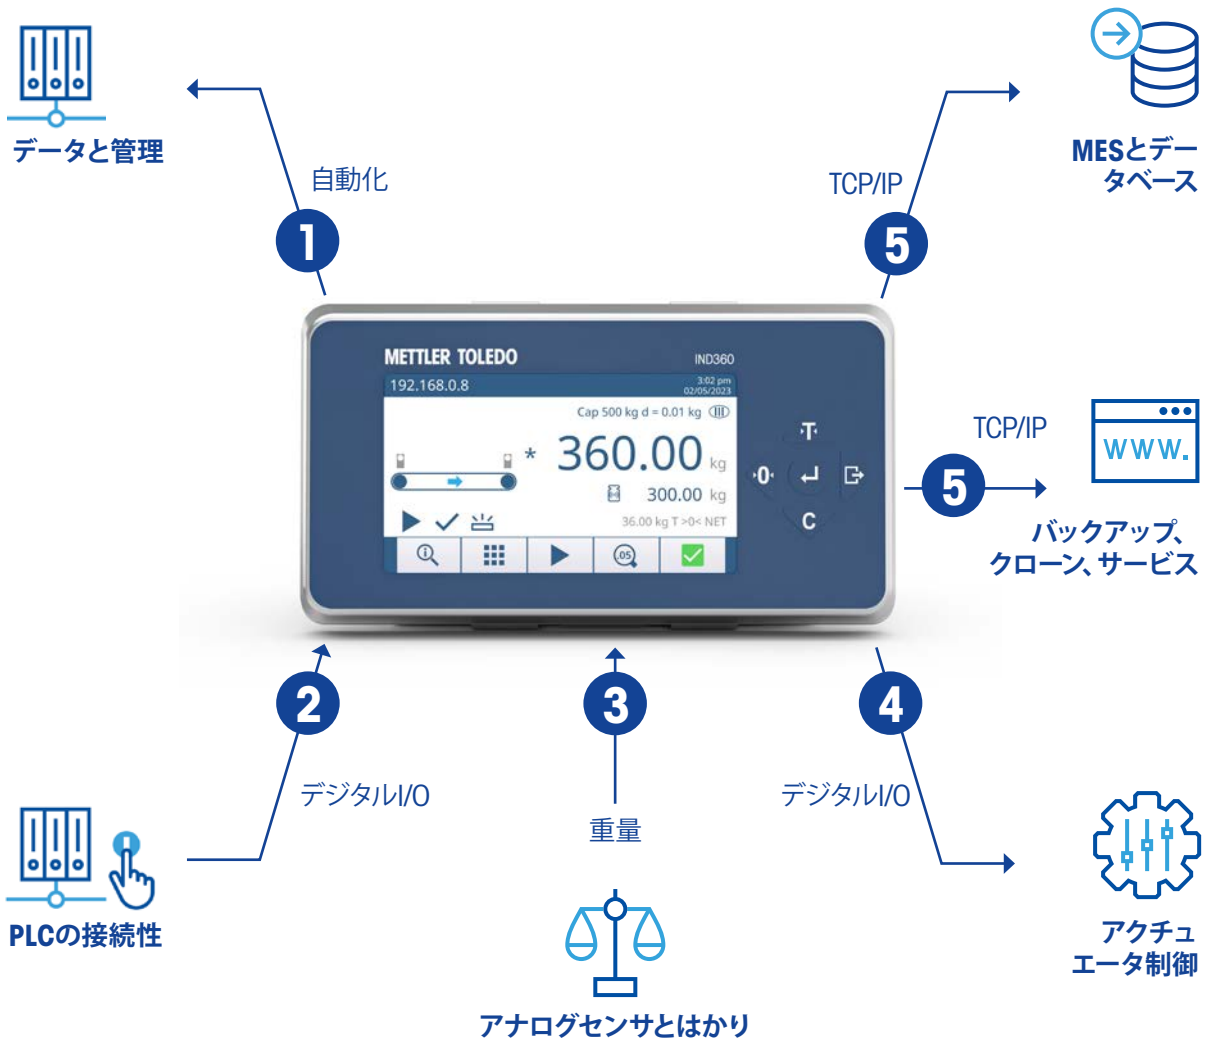 データと管理
自動化
1
TCP/IP
5
MESとデー
タベース
METTLER TOLEDO
IND360
192.168.0.8
3:02 pm
02/05/2023
Cap 500 kg d = 0.01 kg
* 360.00 kg
300.00 kg
36.00 kg T >0< NET
.05
T
0
C
TCP/IP
5
www.
バックアップ、
クローン、サービス
2
デジタルI/O
PLCの接続性
3
重量
アナログセンサとはかり
4
デジタルI/O
アクチュ
エータ制御